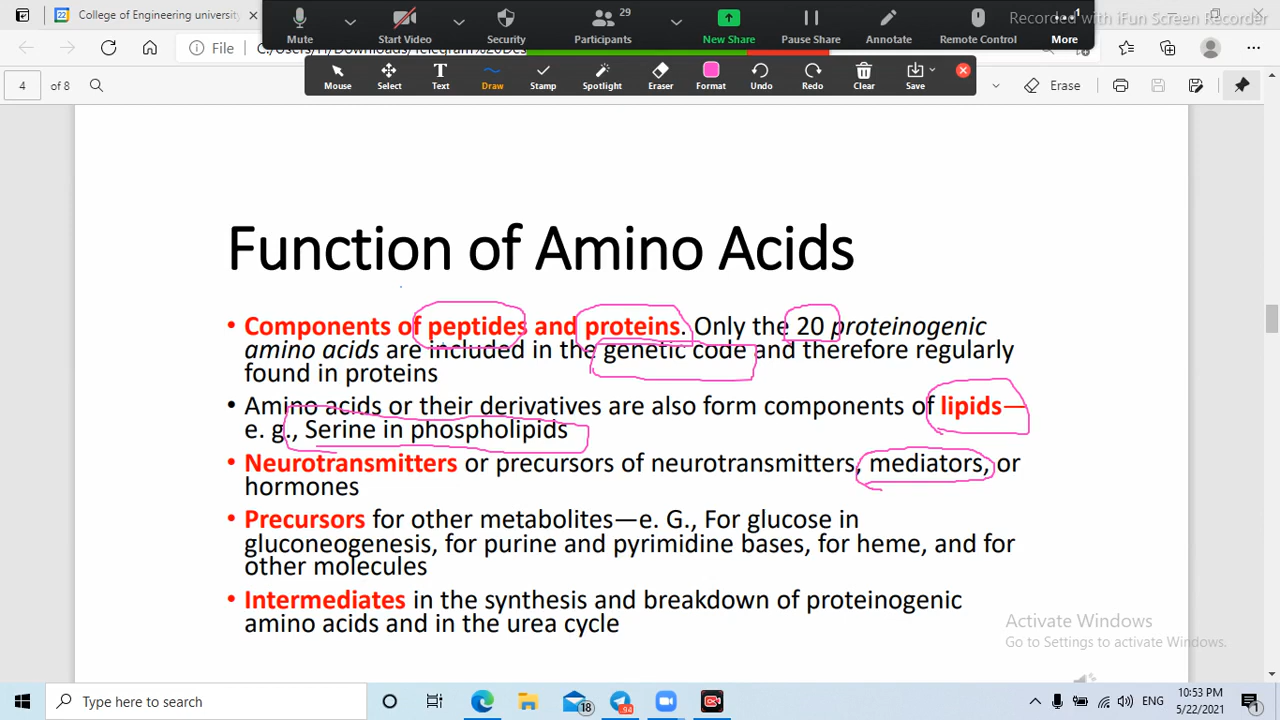 College of Engineering university
29
Recorded with iFun Screen Recorder
Mute
Start Video
Security
Participants
New Share
Pause Share
Annotate
Remote Control
More
File
Mouse
Select
Text
Draw
Stamp
Spotlight
Eraser
Format
Undo
Redo
Clear
Save
4 of 8
Erase
Function of Amino Acids
• Components of peptides and proteins. Only the 20 proteinogenic
amino acids are included in the genetic code and therefore regularly
found in proteins
• Amino acids or their derivatives are also form components of lipids—
e. g., Serine in phospholipids
• Neurotransmitters or precursors of neurotransmitters, mediators, or
hormones
• Precursors for other metabolites—e. G., For glucose in
gluconeogenesis, for purine and pyrimidine bases, for heme, and for
other molecules
• Intermediates in the synthesis and breakdown of proteinogenic
amino acids and in the urea cycle
Activate Windows
Go to Settings to activate Windows.
Type here to search
18
10:53 PM
5/22/2021
1